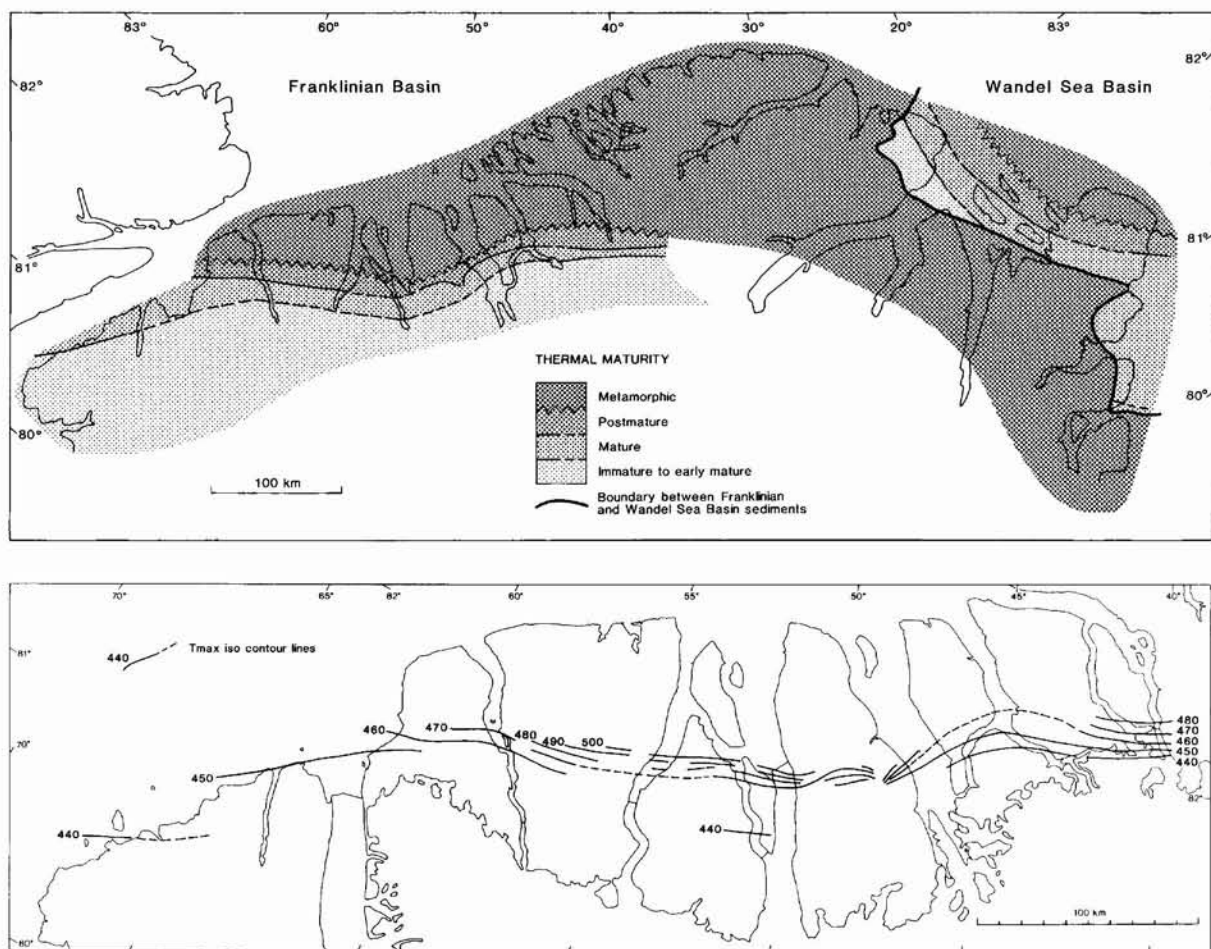 83° 50° 40° 30° 20° 83°
82° Franklinian Basin Wandel Sea Basin 82°
81° 81°
THERMAL MATURITY
Metamorphic
Postmature
Mature
Immature to early mature
Boundary between Franklinian
and Wandel Sea Basin sediments
80° 80°
100 km
70° 65° 82° 60° 55° 50° 45° 40°
81° 440 Tmax iso contour lines
70° 460 470 480 490 500 480
470
460
450 450
440
82°
440 440
80° 100 km